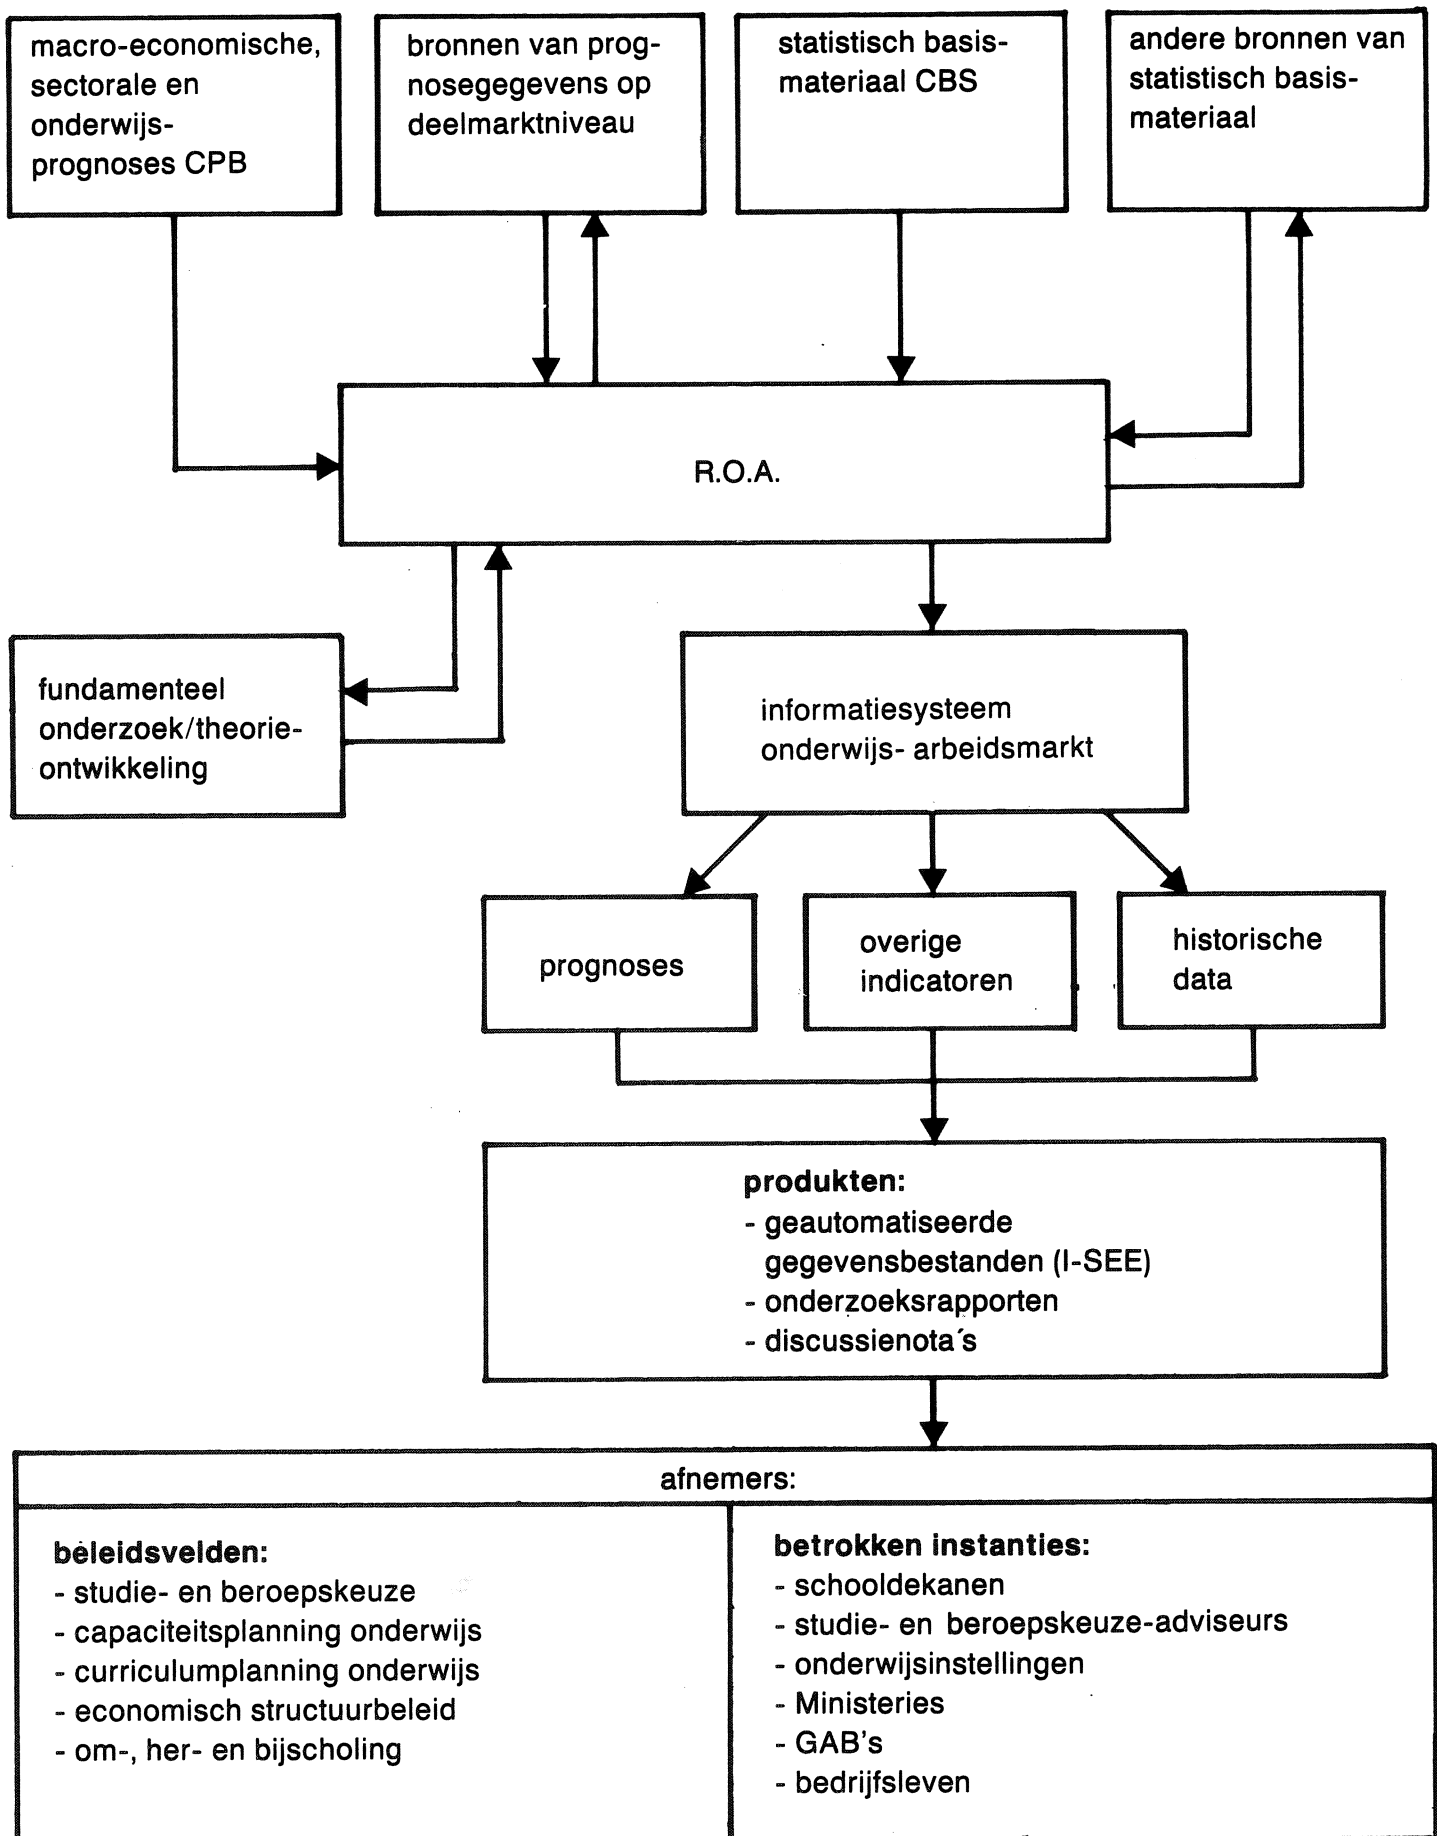 macro-economische,
sectorale en
onderwijs-
prognoses CPB
bronnen van prog-
nosegegevens op
deelmarktniveau
statistisch basis-
materiaal CBS
andere bronnen van
statistisch basis-
materiaal
R.O.A.
fundamenteel
onderzoek/theorie-
ontwikkeling
informatiesysteem
onderwijs- arbeidsmarkt
prognoses
overige
indicatoren
historische
data
produkten:
- geautomatiseerde
gegevensbestanden (I-SEE)
- onderzoeksrapporten
- discussienota´s
afnemers:
beleidsvelden:
- studie- en beroepskeuze
- capaciteitsplanning onderwijs
- curriculumplanning onderwijs
- economisch structuurbeleid
- om-, her- en bijscholing
betrokken instanties:
- schooldekanen
- studie- en beroepskeuze-adviseurs
- onderwijsinstellingen
- Ministeries
- GAB's
- bedrijfsleven